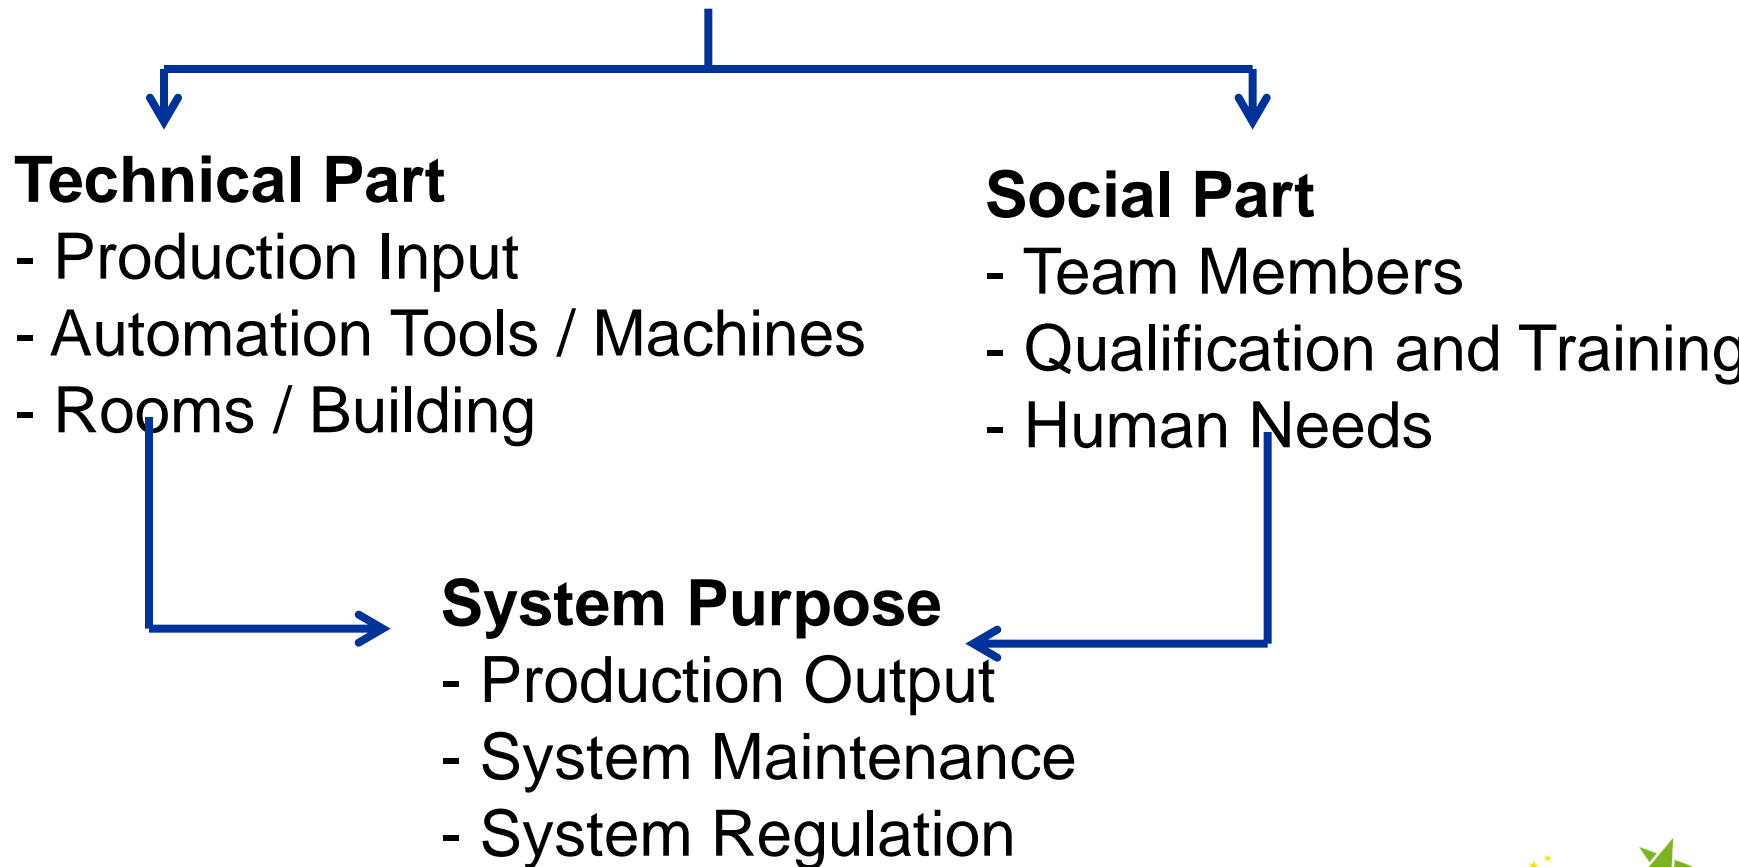 Technical Part
- Production Input
- Automation Tools / Machines
- Rooms / Building
Social Part
- Team Members
- Qualification and Training
- Human Needs
System Purpose
- Production Output
- System Maintenance
- System Regulation